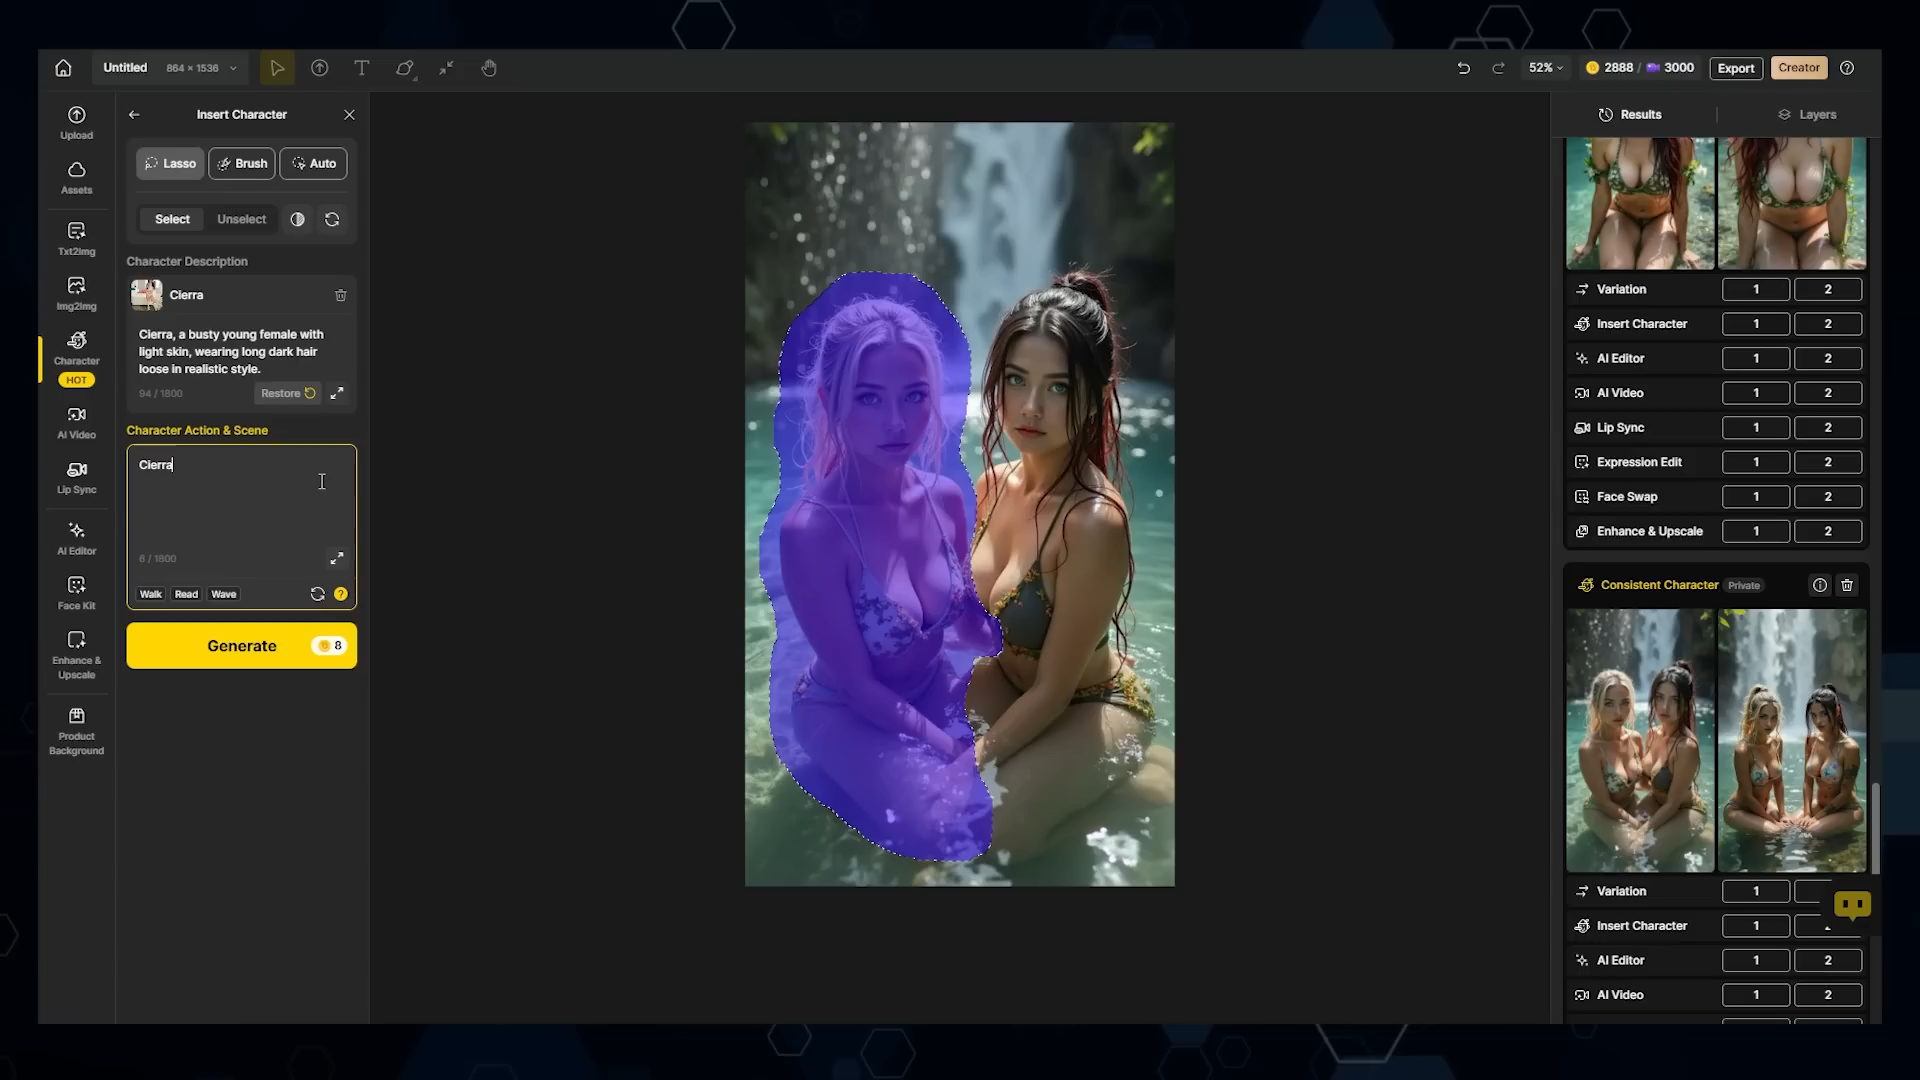 Untitled 864 × 1536
52% 2888 / 3000 Export Creator
Upload
Assets
Txt2Img
Img2Img
Character
HOT
AI Video
Lip Sync
AI Editor
Face Kit
Enhance &
Upscale
Product
Background
Insert Character
Lasso Brush Auto
Select Unselect
Character Description
Cierra
Cierra, a busty young female with
light skin, wearing long dark hair
loose in realistic style.
94 / 1800 Restore
Character Action & Scene
Cierra
6 / 1800
Walk Read Wave ?
Generate 8
Results Layers
Variation 1 2
Insert Character 1 2
AI Editor 1 2
AI Video 1 2
Lip Sync 1 2
Expression Edit 1 2
Face Swap 1 2
Enhance & Upscale 1 2
Consistent Character Private
Variation 1
Insert Character 1
AI Editor 1 2
AI Video 1 2